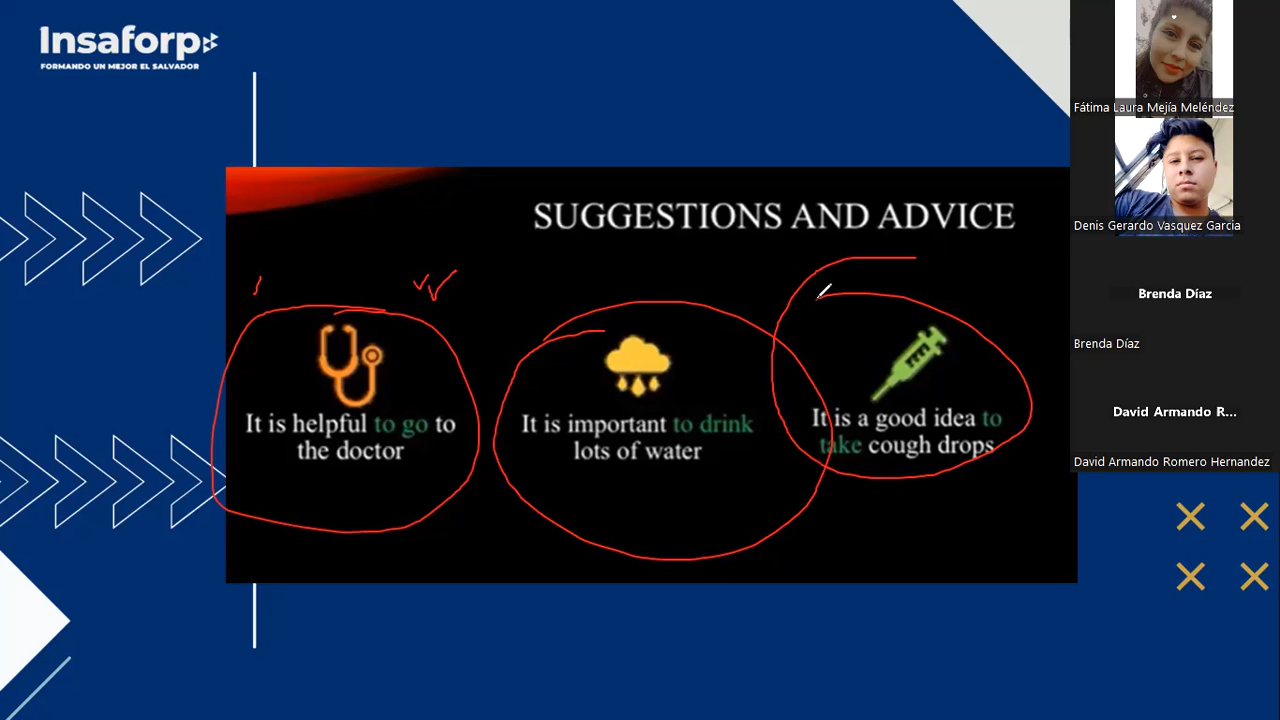 Insaforp
FORMANDO UN MEJOR EL SALVADOR
SUGGESTIONS AND ADVICE
It is helpful to go to
the doctor
It is important to drink
lots of water
It is a good idea to
take cough drops
Fátima Laura Mejía Meléndez
Denis Gerardo Vasquez Garcia
Brenda Díaz
Brenda Díaz
David Armando R...
David Armando Romero Hernandez